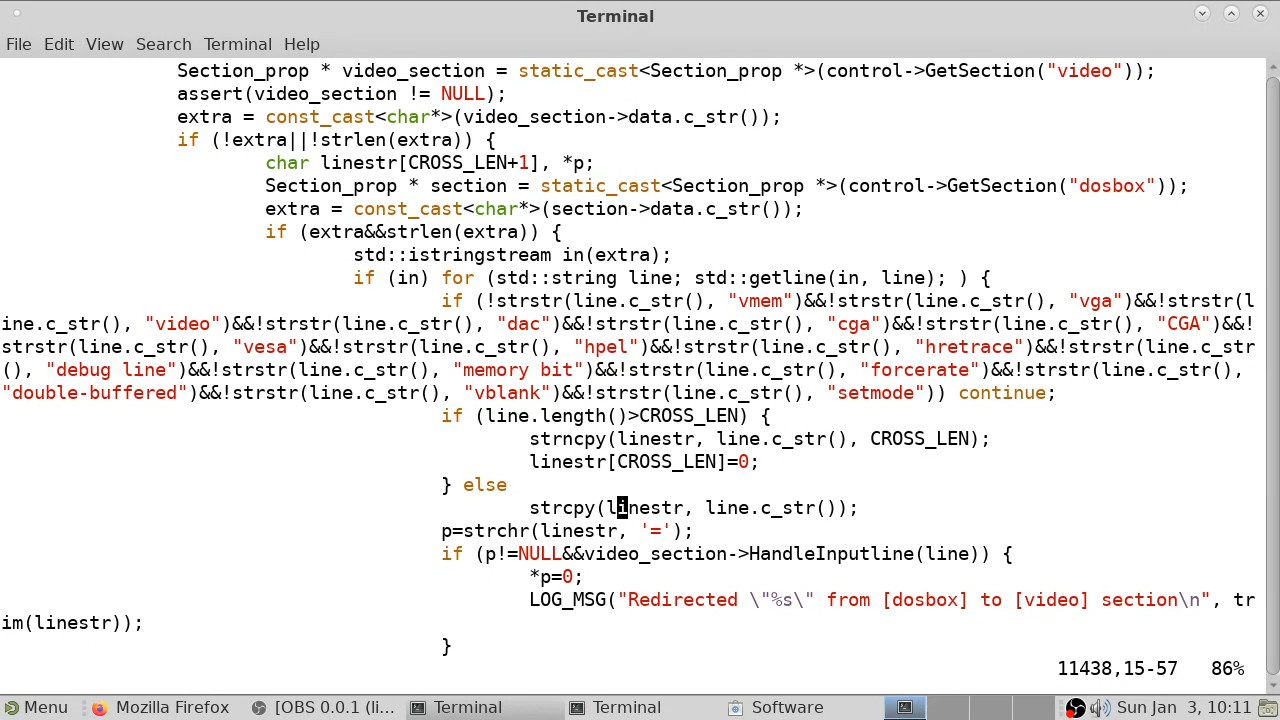 Terminal
File Edit View Search Terminal Help
Section_prop * video_section = static_cast<Section_prop *>(control->GetSection("video"));
assert(video_section != NULL);
extra = const_cast<char*>(video_section->data.c_str());
if (!extra||!strlen(extra)) {
char linestr[CROSS_LEN+1], *p;
Section_prop * section = static_cast<Section_prop *>(control->GetSection("dosbox"));
extra = const_cast<char*>(section->data.c_str());
if (extra&&strlen(extra)) {
std::istringstream in(extra);
if (in) for (std::string line; std::getline(in, line); ) {
if (!strstr(line.c_str(), "vmem")&&!strstr(line.c_str(), "vga")&&!strstr(l
ine.c_str(), "video")&&!strstr(line.c_str(), "dac")&&!strstr(line.c_str(), "cga")&&!strstr(line.c_str(), "CGA")&&!
strstr(line.c_str(), "vesa")&&!strstr(line.c_str(), "hpel")&&!strstr(line.c_str(), "hretrace")&&!strstr(line.c_str
(), "debug line")&&!strstr(line.c_str(), "memory bit")&&!strstr(line.c_str(), "forcerate")&&!strstr(line.c_str(),
"double-buffered")&&!strstr(line.c_str(), "vblank")&&!strstr(line.c_str(), "setmode")) continue;
if (line.length()>CROSS_LEN) {
strncpy(linestr, line.c_str(), CROSS_LEN);
linestr[CROSS_LEN]=0;
} else
strcpy(linestr, line.c_str());
p=strchr(linestr, '=');
if (p!=NULL&&video_section->HandleInputline(line)) {
*p=0;
LOG_MSG("Redirected \"%s\" from [dosbox] to [video] section\n", tr
im(linestr));
}
11438,15-57 86%
Menu Mozilla Firefox [OBS 0.0.1 (li... Terminal Terminal Software Sun Jan 3, 10:11